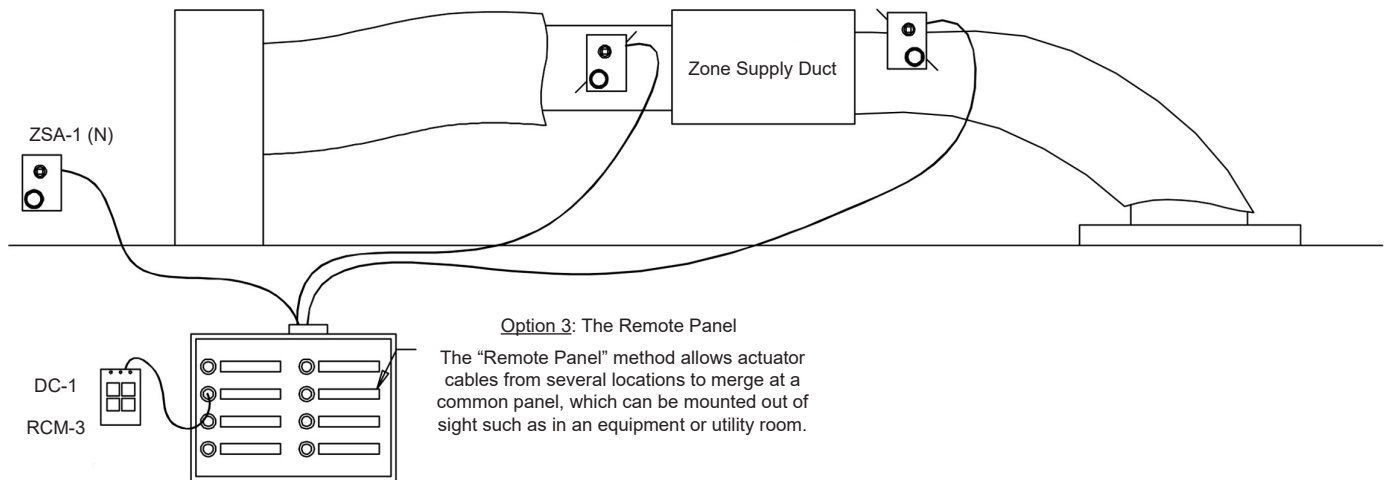 Zone Supply Duct
ZSA-1 (N)
Option 3: The Remote Panel
The “Remote Panel” method allows actuator
cables from several locations to merge at a
common panel, which can be mounted out of
sight such as in an equipment or utility room.
DC-1
RCM-3